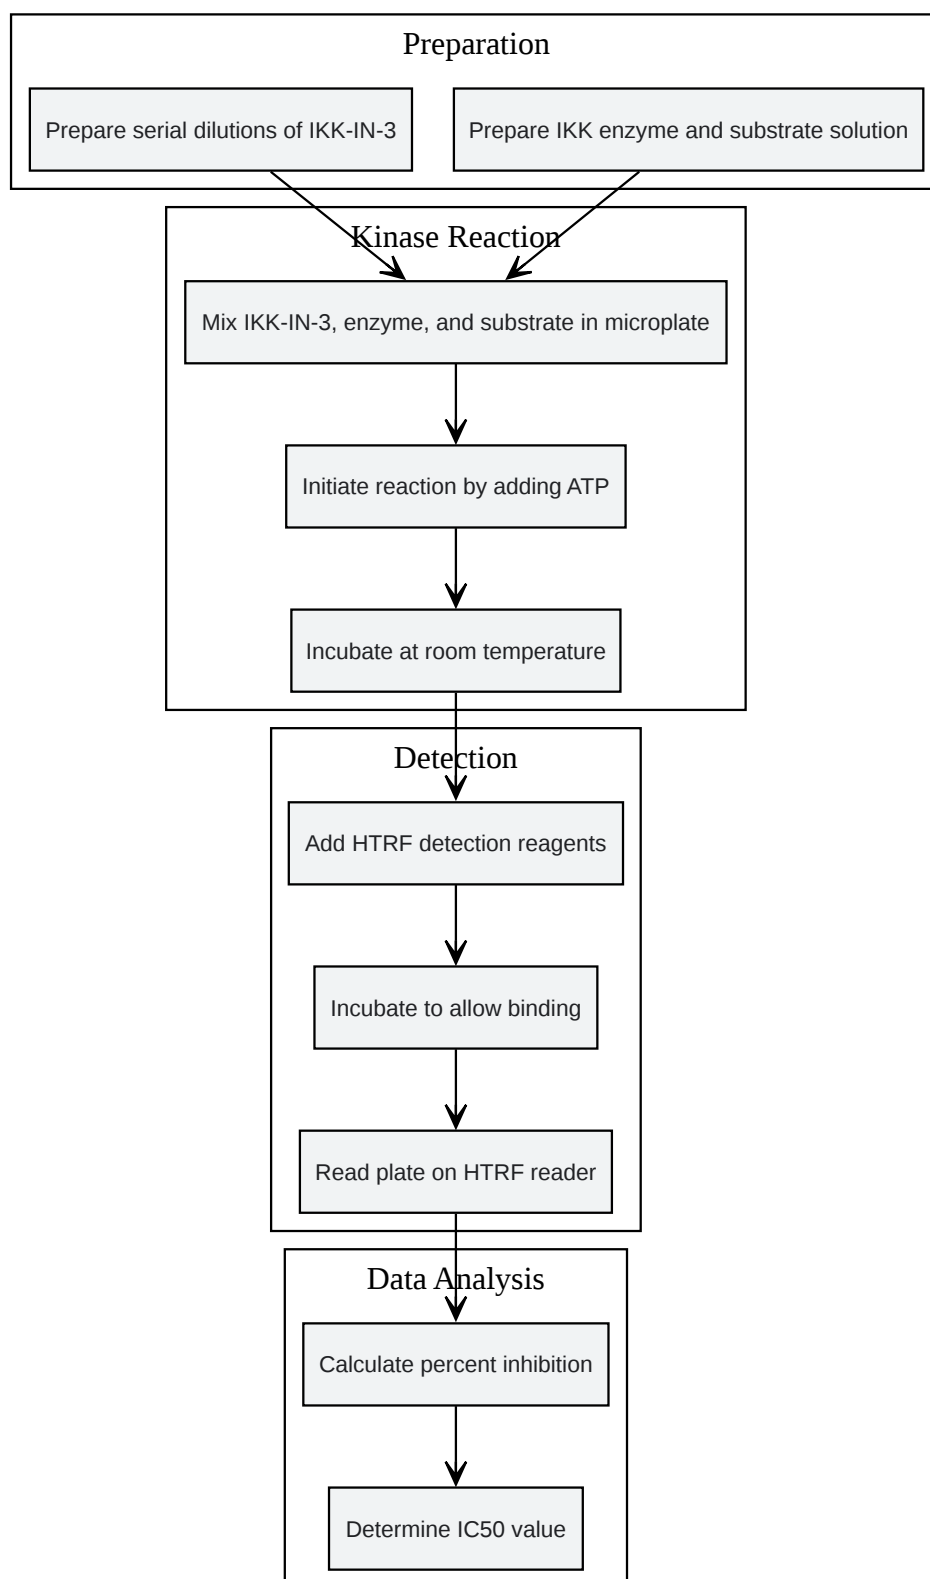 Preparation
Prepare serial dilutions of IKK-IN-3
Prepare IKK enzyme and substrate solution
Kinase Reaction
Mix IKK-IN-3, enzyme, and substrate in microplate
Initiate reaction by adding ATP
Incubate at room temperature
Detection
Add HTRF detection reagents
Incubate to allow binding
Read plate on HTRF reader
Data Analysis
Calculate percent inhibition
Determine IC50 value